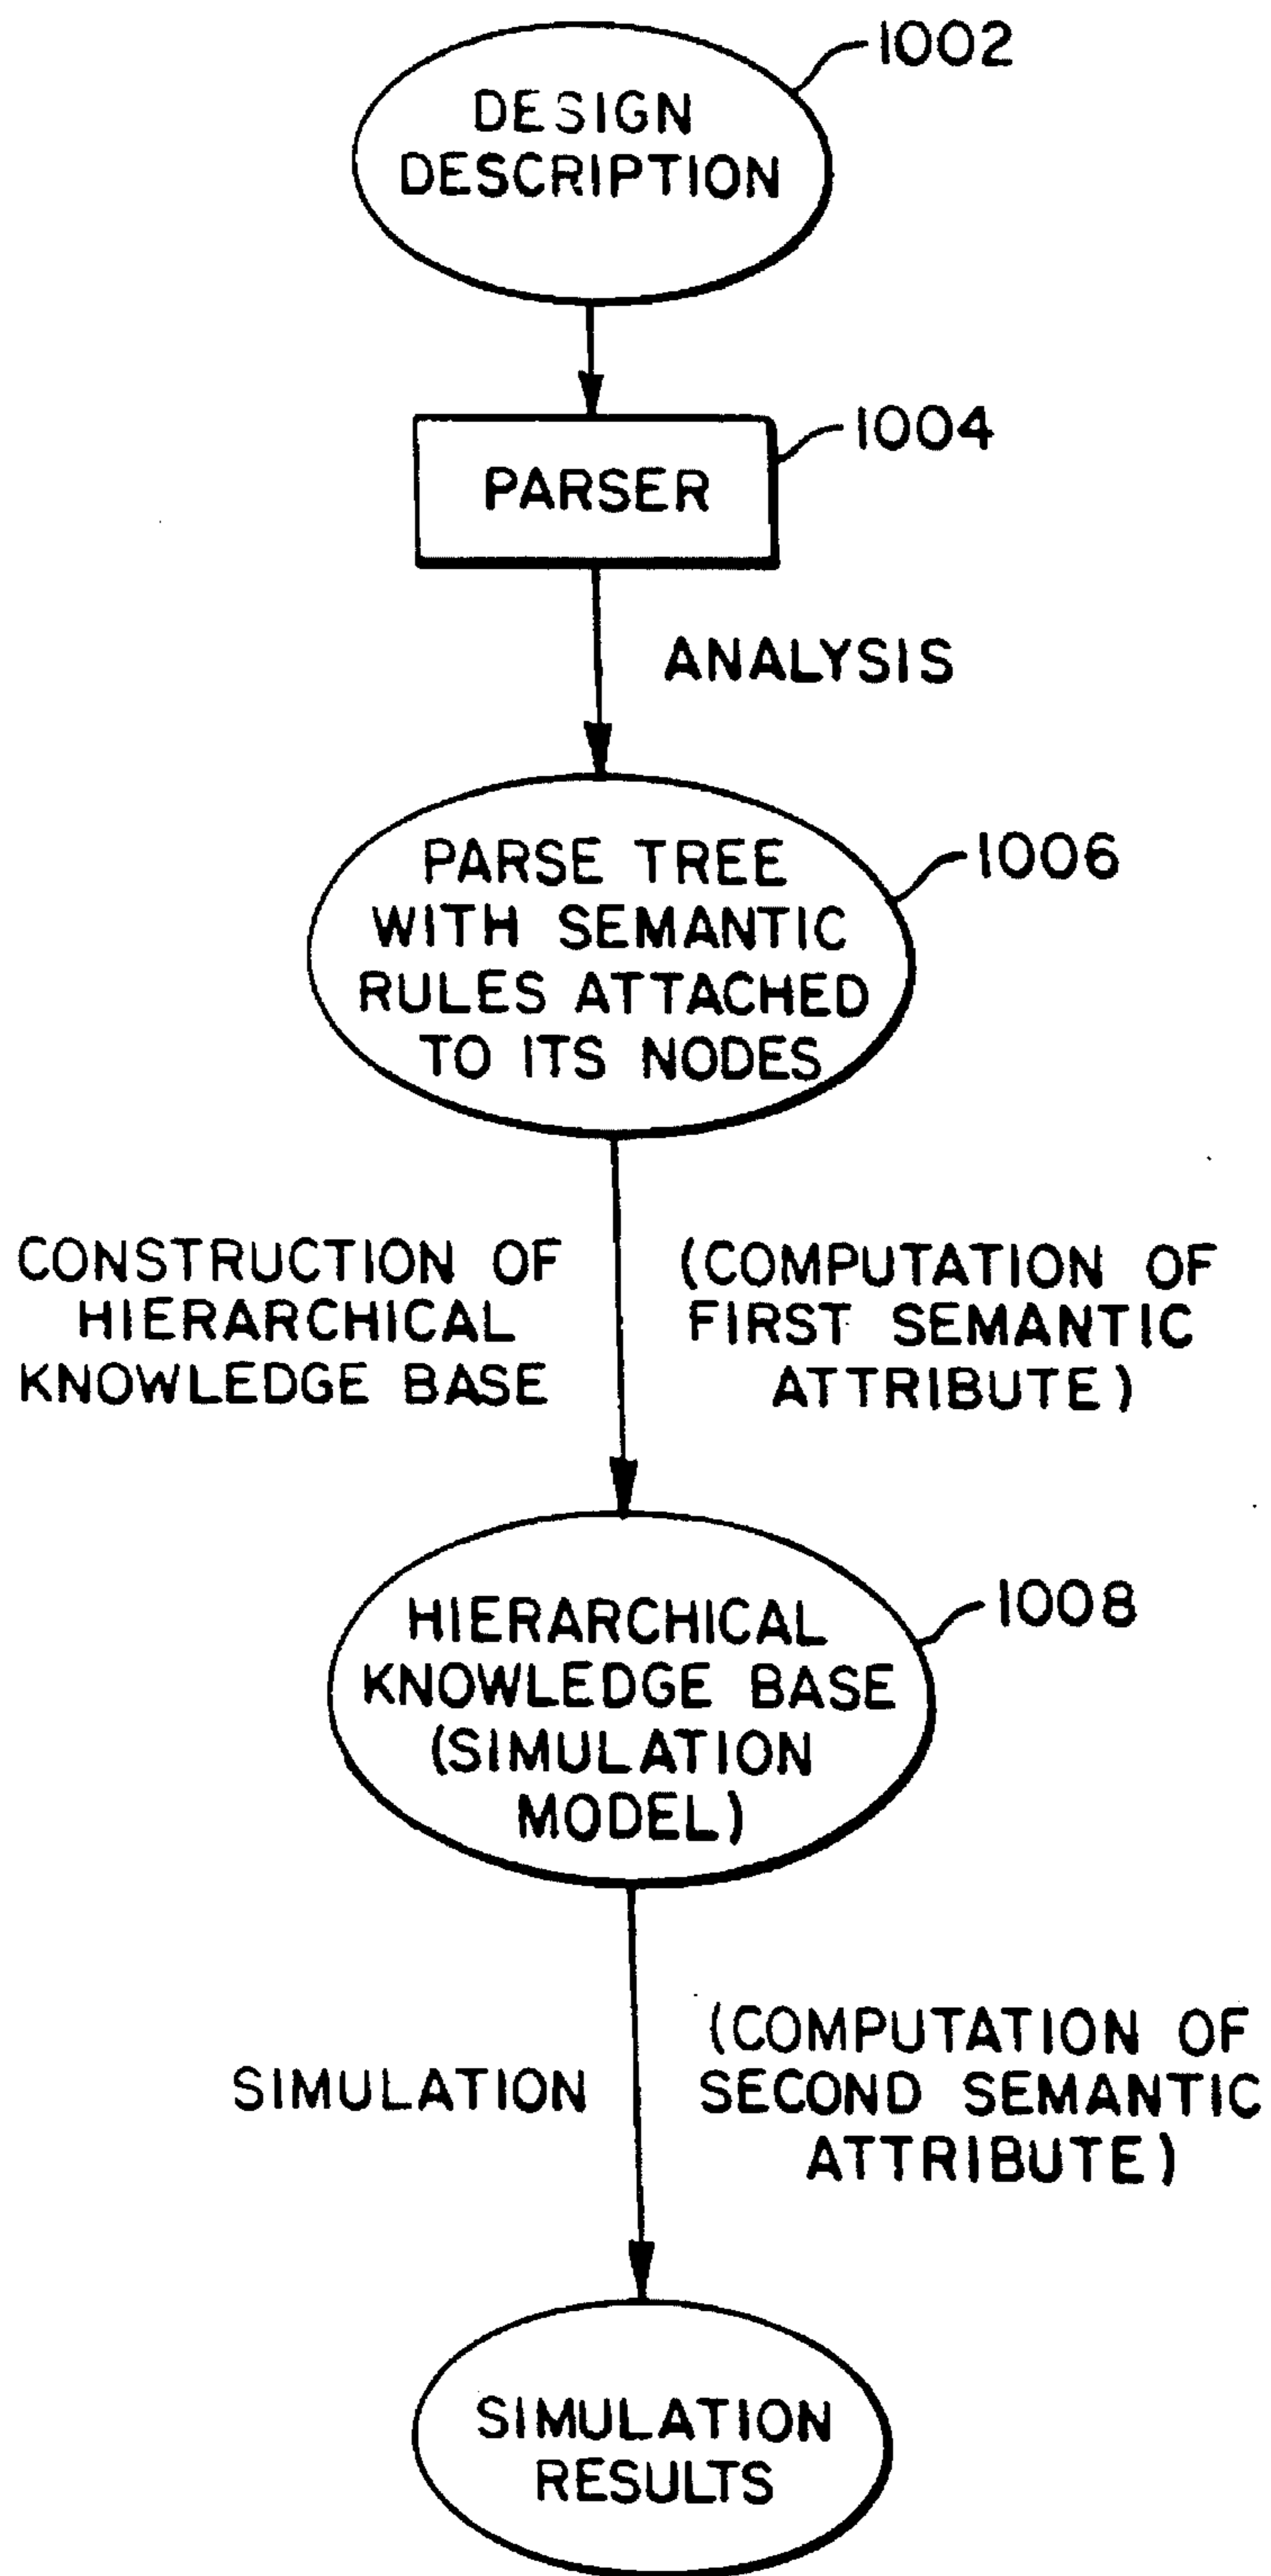 1002
DESIGN
DESCRIPTION
1004
PARSER
ANALYSIS
1006
PARSE TREE
WITH SEMANTIC
RULES ATTACHED
TO ITS NODES
CONSTRUCTION OF
HIERARCHICAL
KNOWLEDGE BASE
(COMPUTATION OF
FIRST SEMANTIC
ATTRIBUTE)
1008
HIERARCHICAL
KNOWLEDGE BASE
(SIMULATION
MODEL)
SIMULATION
(COMPUTATION OF
SECOND SEMANTIC
ATTRIBUTE)
SIMULATION
RESULTS